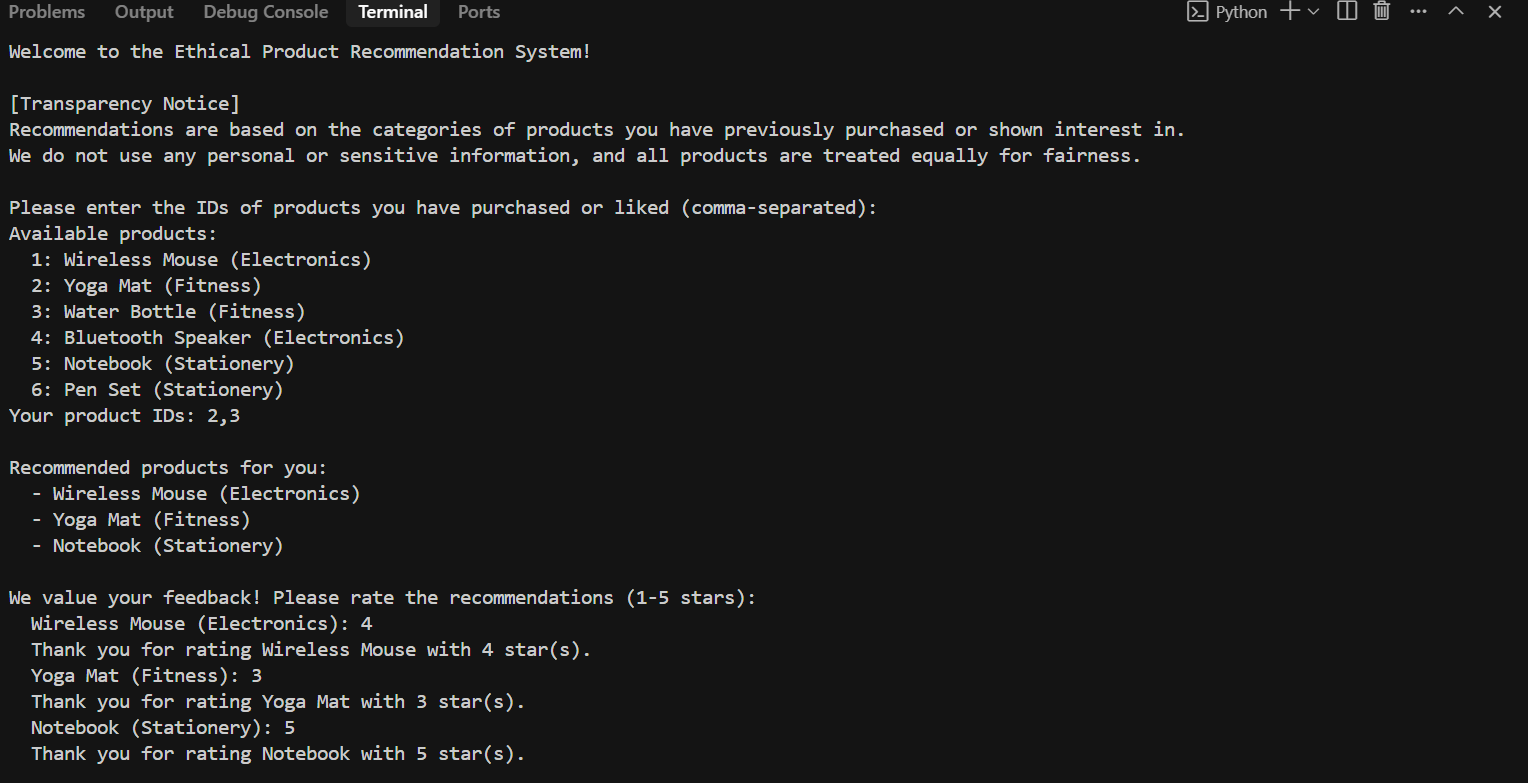 Problems Output Debug Console Terminal Ports Python
Welcome to the Ethical Product Recommendation System!
[Transparency Notice]
Recommendations are based on the categories of products you have previously purchased or shown interest in.
We do not use any personal or sensitive information, and all products are treated equally for fairness.
Please enter the IDs of products you have purchased or liked (comma-separated):
Available products:
1: Wireless Mouse (Electronics)
2: Yoga Mat (Fitness)
3: Water Bottle (Fitness)
4: Bluetooth Speaker (Electronics)
5: Notebook (Stationery)
6: Pen Set (Stationery)
Your product IDs: 2,3
Recommended products for you:
- Wireless Mouse (Electronics)
- Yoga Mat (Fitness)
- Notebook (Stationery)
We value your feedback! Please rate the recommendations (1-5 stars):
Wireless Mouse (Electronics): 4
Thank you for rating Wireless Mouse with 4 star(s).
Yoga Mat (Fitness): 3
Thank you for rating Yoga Mat with 3 star(s).
Notebook (Stationery): 5
Thank you for rating Notebook with 5 star(s).